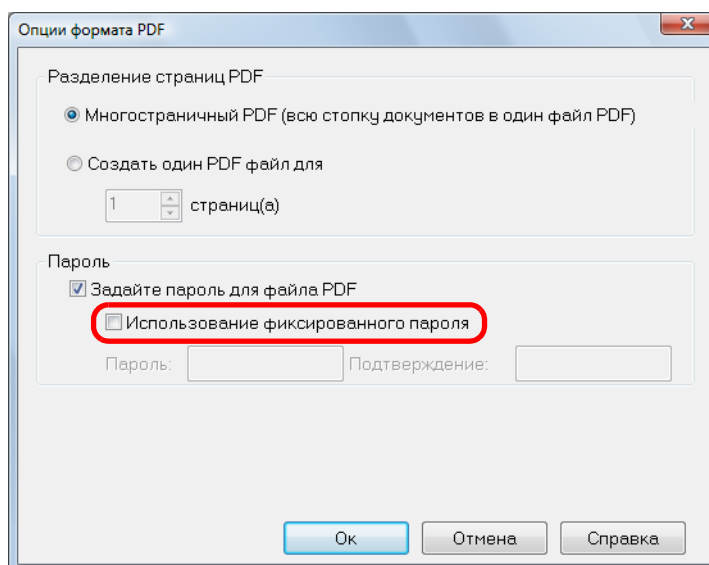 Опции формата PDF
Разделение страниц PDF
Многостраничный PDF (всю стопку документов в один файл PDF)
Создать один PDF файл для
1 страниц(а)
Пароль
Задайте пароль для файла PDF
Использование фиксированного пароля
Пароль: Подтверждение:
Ок Отмена Справка